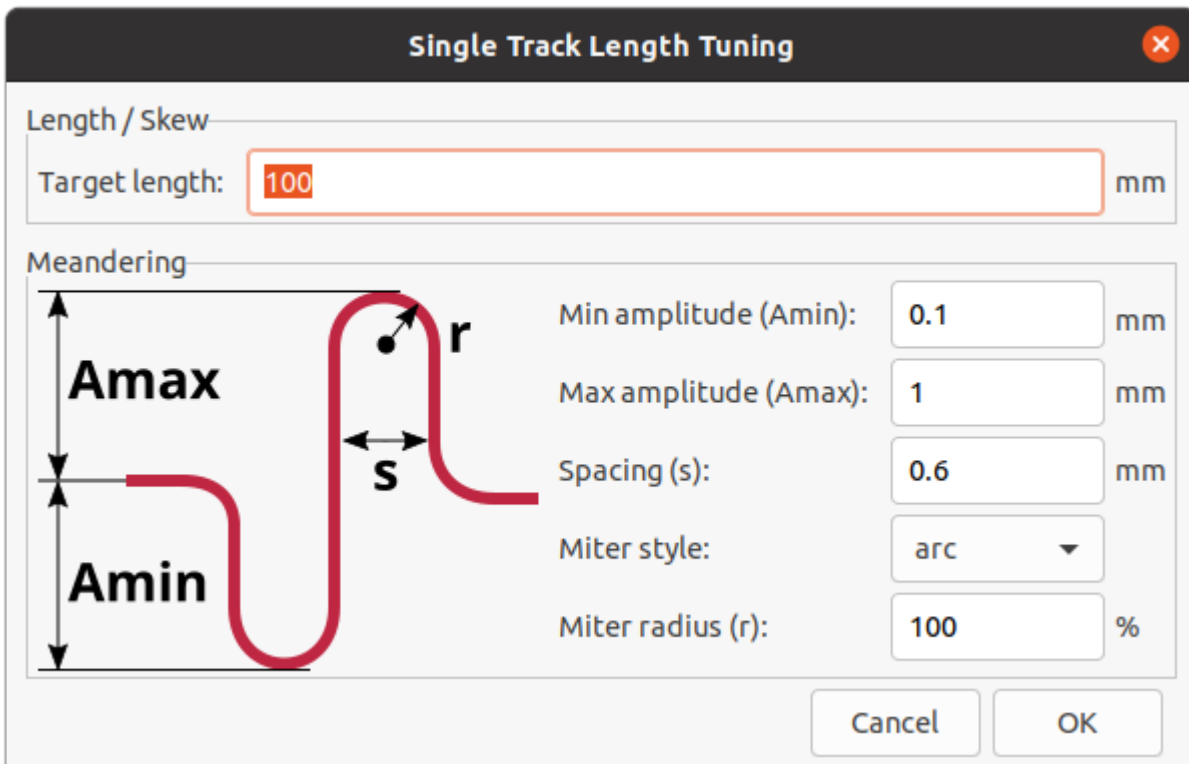 Single Track Length Tuning
Length / Skew
Target length: 100 mm
Meandering
Amax
r
s
Amin
Min amplitude (Amin): 0.1 mm
Max amplitude (Amax): 1 mm
Spacing (s): 0.6 mm
Miter style: arc
Miter radius (r): 100 %
Cancel OK